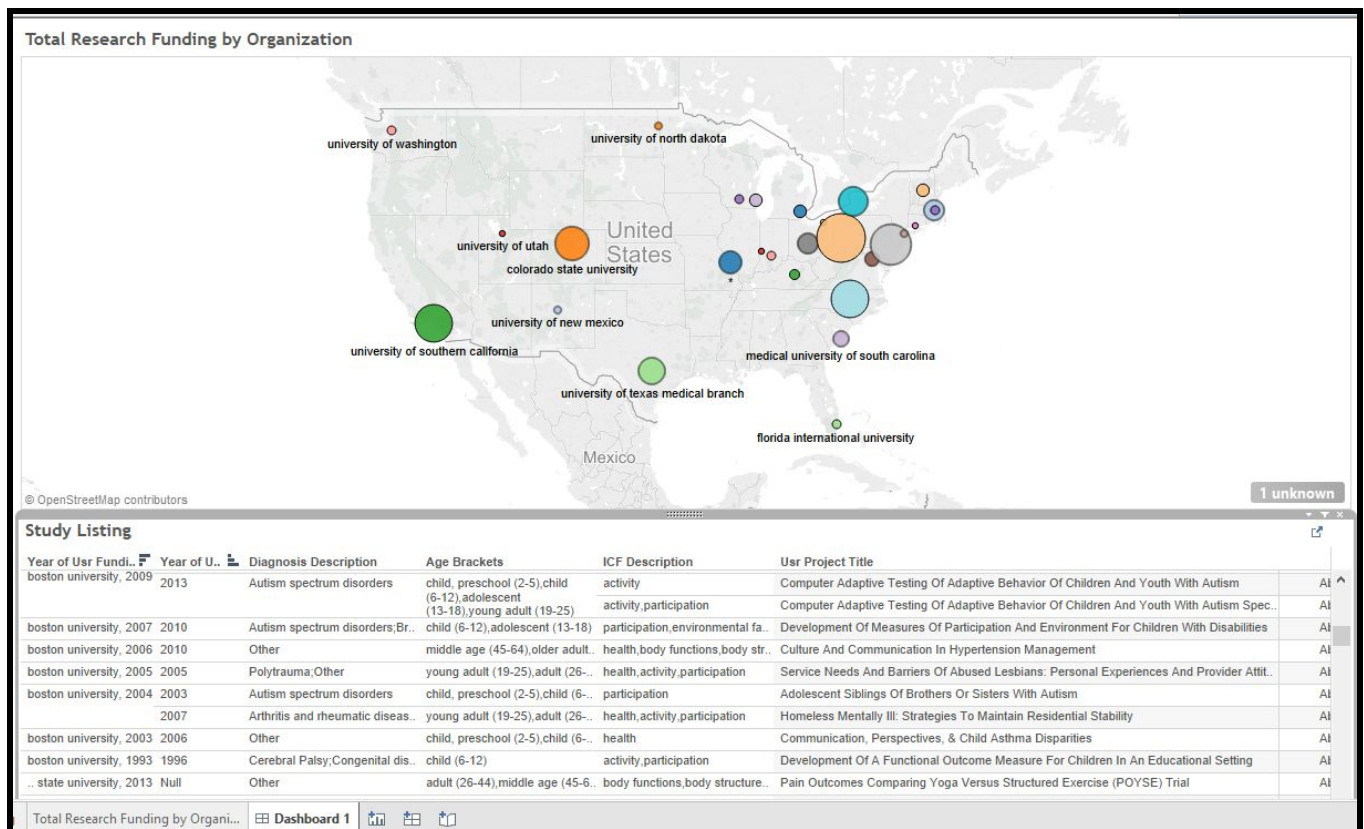 Total Research Funding by Organization
university of washington
university of north dakota
university of utah
United
States
colorado state university
*
university of new mexico
university of southern california
medical university of south carolina
university of texas medical branch
florida international university
Mexico
© OpenStreetMap contributors
1 unknown
Study Listing
Year of Usr Fundi.. Year of U.. Diagnosis Description Age Brackets ICF Description Usr Project Title
boston university, 2009 2013 Autism spectrum disorders child, preschool (2-5),child activity Computer Adaptive Testing Of Adaptive Behavior Of Children And Youth With Autism Al
(6-12),adolescent
(13-18),young adult (19-25) activity,participation Computer Adaptive Testing Of Adaptive Behavior Of Children And Youth With Autism Spec.. Al
boston university, 2007 2010 Autism spectrum disorders;Br.. child (6-12),adolescent (13-18) participation,environmental fa.. Development Of Measures Of Participation And Environment For Children With Disabilities Al
boston university, 2006 2010 Other middle age (45-64),older adult.. health,body functions,body str.. Culture And Communication In Hypertension Management Al
boston university, 2005 2005 Polytrauma;Other young adult (19-25),adult (26-.. health,activity,participation Service Needs And Barriers Of Abused Lesbians: Personal Experiences And Provider Attit.. Al
boston university, 2004 2003 Autism spectrum disorders child, preschool (2-5),child (6-.. participation Adolescent Siblings Of Brothers Or Sisters With Autism Al
2007 Arthritis and rheumatic diseas.. young adult (19-25),adult (26-.. health,activity,participation Homeless Mentally Ill: Strategies To Maintain Residential Stability Al
boston university, 2003 2006 Other child, preschool (2-5),child (6-.. health Communication, Perspectives, & Child Asthma Disparities Al
boston university, 1993 1996 Cerebral Palsy;Congenital dis.. child (6-12) activity,participation Development Of A Functional Outcome Measure For Children In An Educational Setting Al
.. state university, 2013 Null Other adult (26-44),middle age (45-6.. body functions,body structure.. Pain Outcomes Comparing Yoga Versus Structured Exercise (POYSE) Trial Al
Total Research Funding by Organi... Dashboard 1